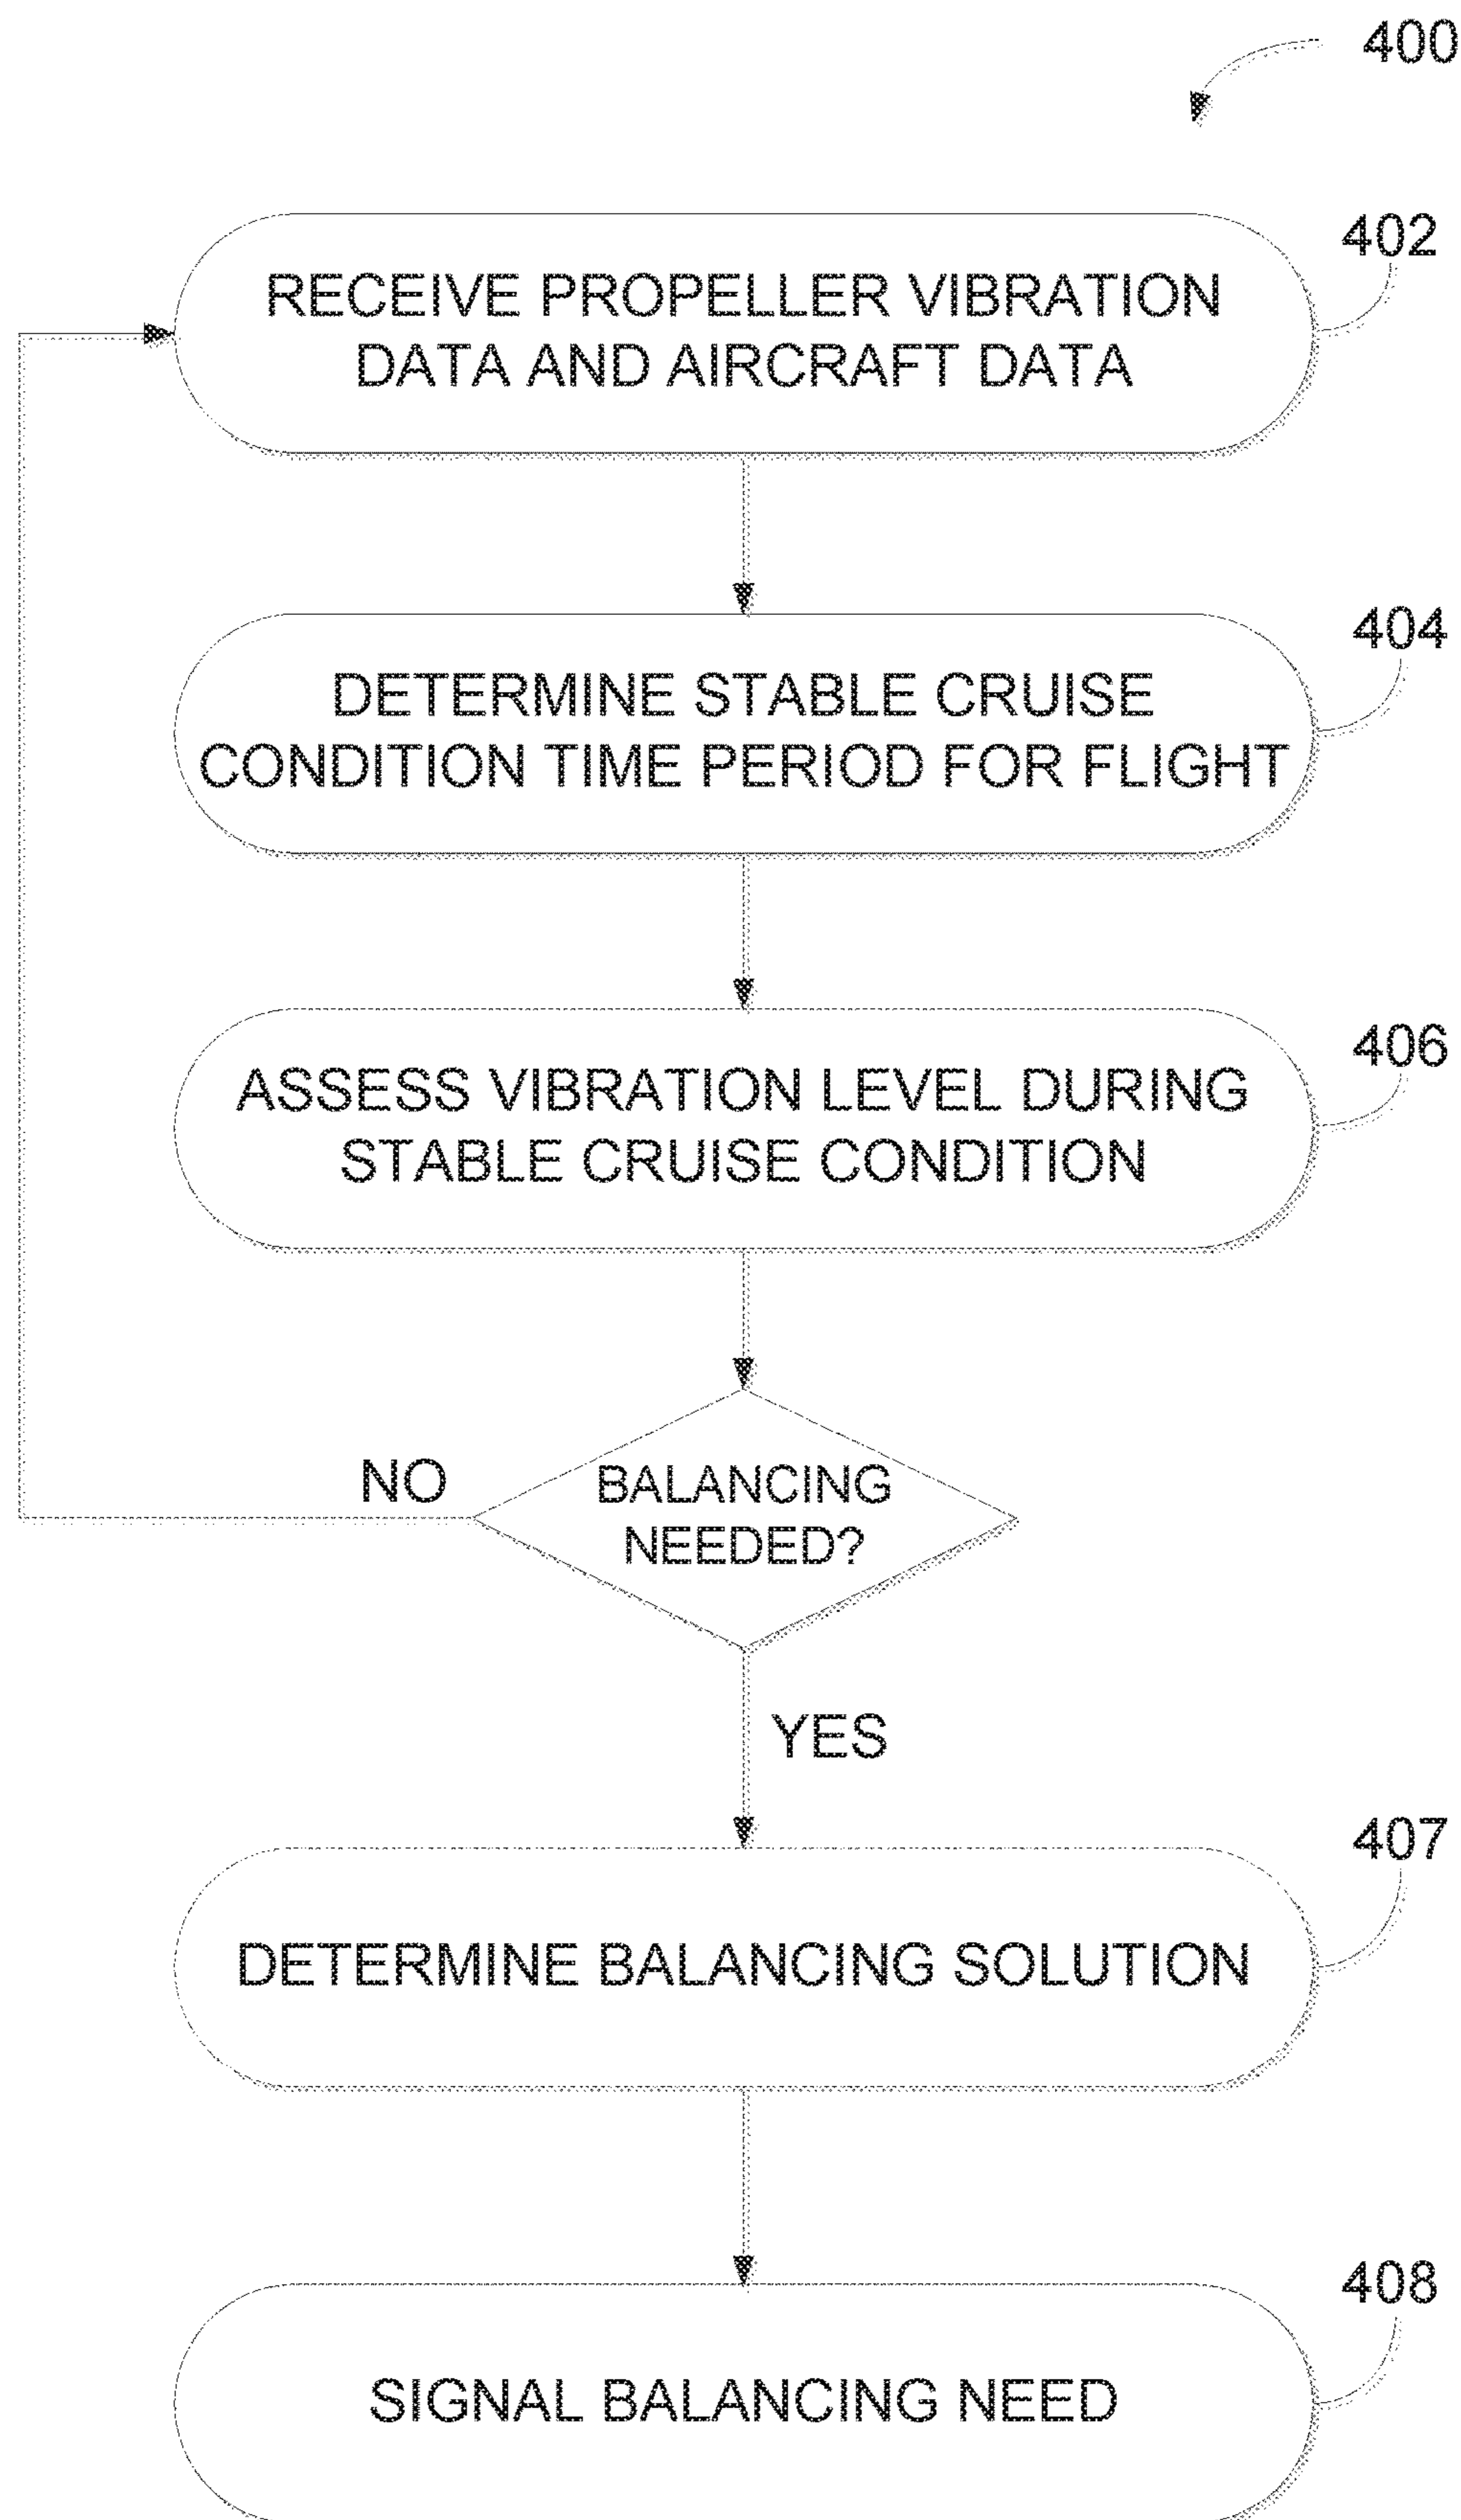 400
402
RECEIVE PROPELLER VIBRATION
DATA AND AIRCRAFT DATA
404
DETERMINE STABLE CRUISE
CONDITION TIME PERIOD FOR FLIGHT
406
ASSESS VIBRATION LEVEL DURING
STABLE CRUISE CONDITION
NO
BALANCING
NEEDED?
YES
407
DETERMINE BALANCING SOLUTION
408
SIGNAL BALANCING NEED